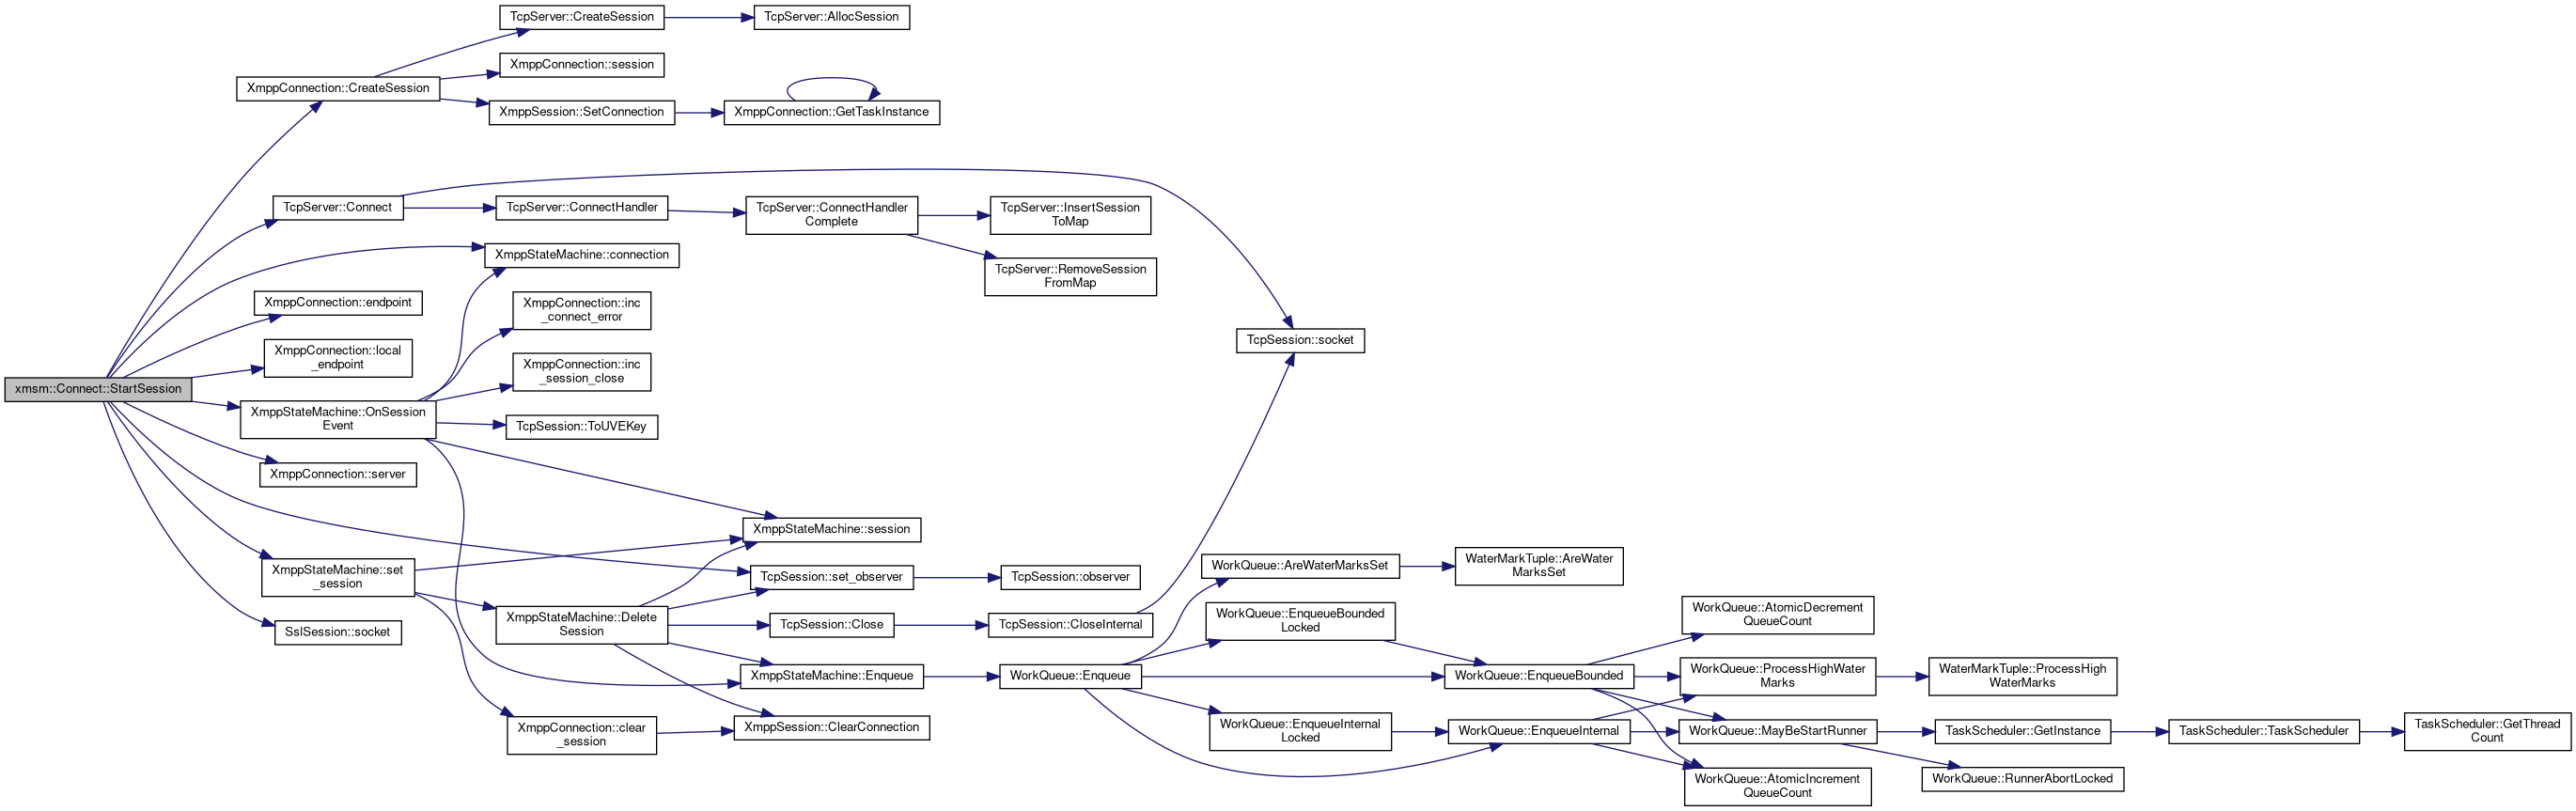 TcpServer::CreateSession
TcpServer::AllocSession
XmppConnection::session
XmppConnection::CreateSession
XmppSession::SetConnection
XmppConnection::GetTaskInstance
TcpServer::Connect
TcpServer::ConnectHandler
TcpServer::ConnectHandler
Complete
TcpServer::InsertSession
ToMap
XmppStateMachine::connection
TcpServer::RemoveSession
FromMap
XmppConnection::endpoint
XmppConnection::inc
_connect_error
TcpSession::socket
XmppConnection::local
_endpoint
XmppConnection::inc
_session_close
xmsm::Connect::StartSession
XmppStateMachine::OnSession
Event
TcpSession::ToUVEKey
XmppConnection::server
XmppStateMachine::session
XmppStateMachine::set
_session
TcpSession::set_observer
TcpSession::observer
WorkQueue::AreWaterMarksSet
WaterMarkTuple::AreWater
MarksSet
XmppStateMachine::Delete
Session
TcpSession::Close
TcpSession::CloseInternal
WorkQueue::EnqueueBounded
Locked
WorkQueue::AtomicDecrement
QueueCount
SslSession::socket
XmppStateMachine::Enqueue
WorkQueue::Enqueue
WorkQueue::EnqueueBounded
WorkQueue::ProcessHighWater
Marks
WaterMarkTuple::ProcessHigh
WaterMarks
XmppConnection::clear
_session
XmppSession::ClearConnection
WorkQueue::EnqueueInternal
Locked
WorkQueue::EnqueueInternal
WorkQueue::MayBeStartRunner
TaskScheduler::GetInstance
TaskScheduler::TaskScheduler
TaskScheduler::GetThread
Count
WorkQueue::AtomicIncrement
QueueCount
WorkQueue::RunnerAbortLocked